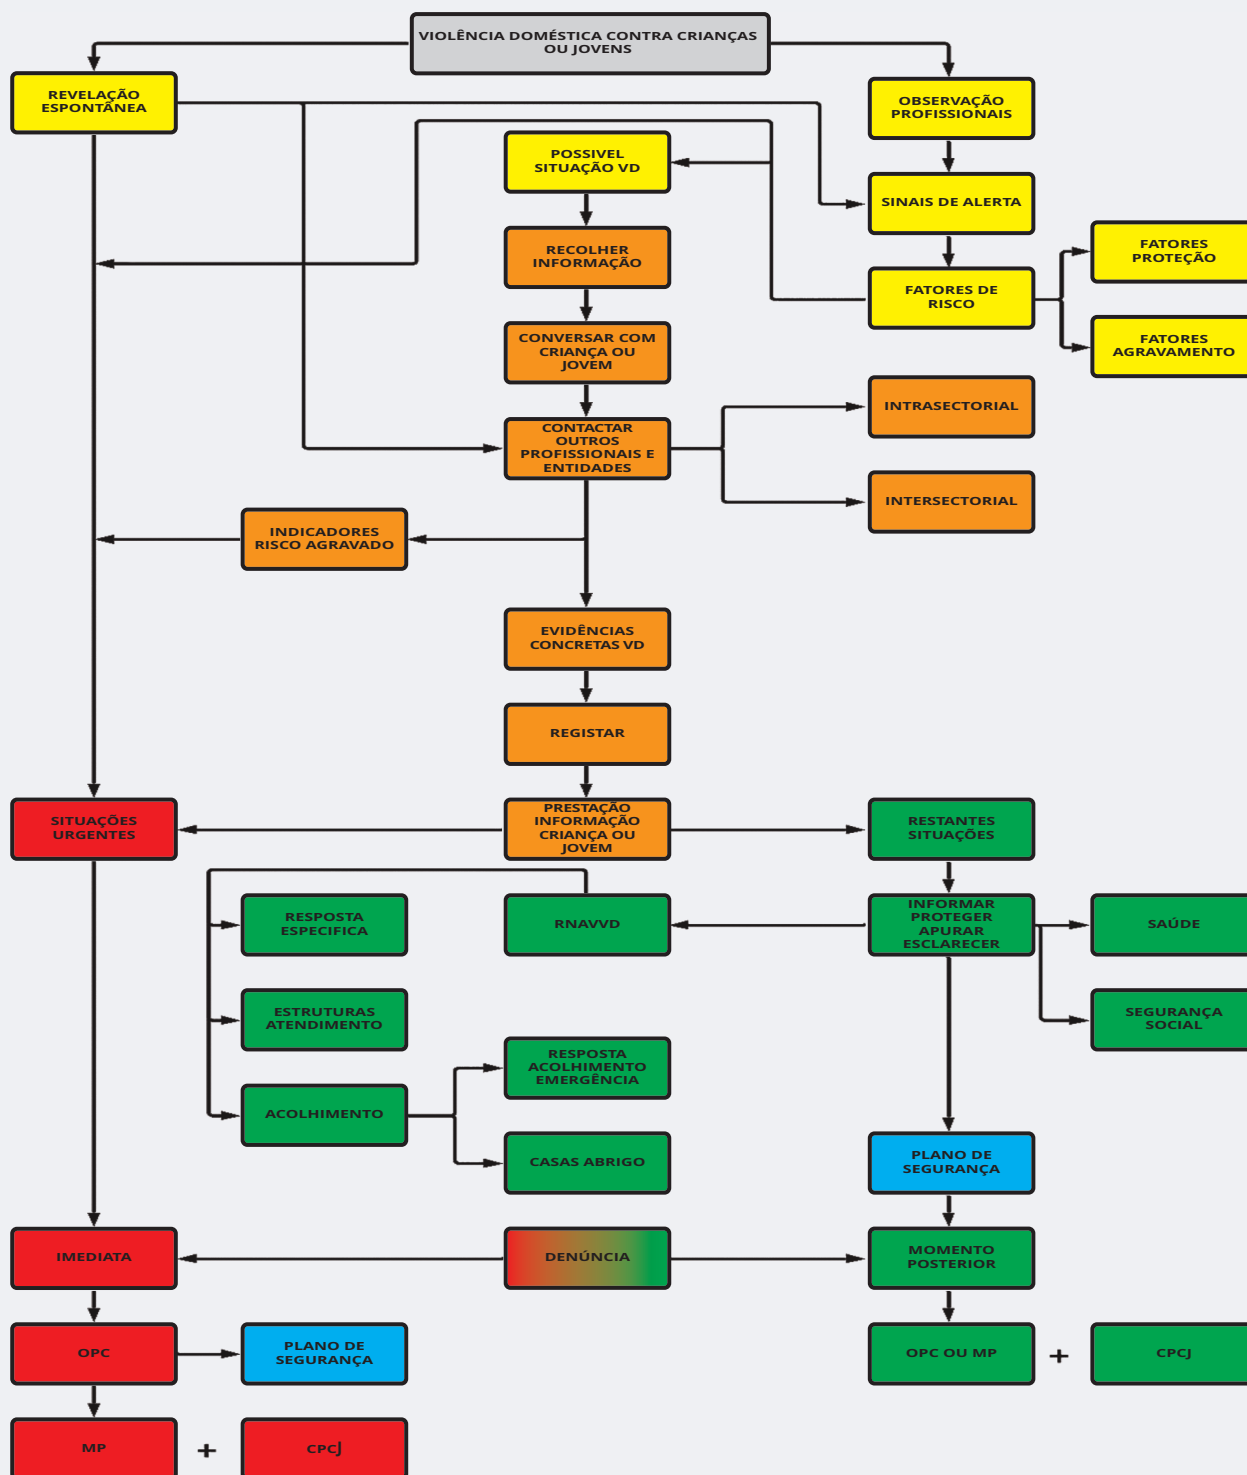 VIOLÊNCIA DOMÉSTICA CONTRA CRIANÇAS
OU JOVENS
REVELAÇÃO
ESPONTÂNEA
OBSERVAÇÃO
PROFISSIONAIS
POSSIVEL
SITUAÇÃO VD
SINAIS DE ALERTA
RECOLHER
INFORMAÇÃO
FATORES
PROTEÇÃO
FATORES DE
RISCO
CONVERSAR COM
CRIANÇA OU
JOVEM
FATORES
AGRAVAMENTO
INTRASECTORIAL
CONTACTAR
OUTROS
PROFISSIONAIS E
ENTIDADES
INTERSECTORIAL
INDICADORES
RISCO AGRAVADO
EVIDÊNCIAS
CONCRETAS VD
REGISTAR
SITUAÇÕES
URGENTES
PRESTAÇÃO
INFORMAÇÃO
CRIANÇA OU
JOVEM
RESTANTES
SITUAÇÕES
RESPOSTA
ESPECIFICA
RNAVVD
INFORMAR
PROTEGER
APURAR
ESCLARECER
SAÚDE
ESTRUTURAS
ATENDIMENTO
SEGURANÇA
SOCIAL
RESPOSTA
ACOLHIMENTO
EMERGÊNCIA
ACOLHIMENTO
CASAS ABRIGO
PLANO DE
SEGURANÇA
IMEDIATA
DENÚNCIA
MOMENTO
POSTERIOR
OPC
PLANO DE
SEGURANÇA
OPC OU MP
+
CPCJ
MP
+
CPCJ